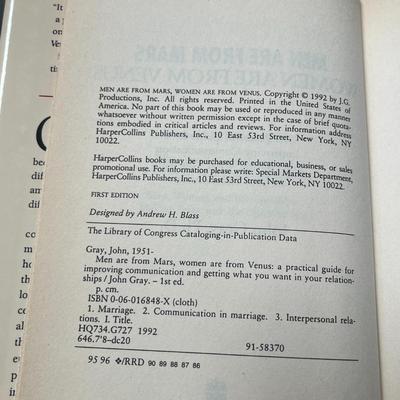 "It
a
on
Ve
tis
MEN ARE FROM MARS, WOMEN ARE FROM VENUS. Copyright © 1992 by J.G.
Productions, Inc. All rights reserved. Printed in the United States of
America. No part of this book may be used or reproduced in any manner
whatsoever without written permission except in the case of brief quota-
tions embodied in critical articles and reviews. For information address
HarperCollins Publishers, Inc., 10 East 53rd Street, New York, NY
10022.
HarperCollins books may be purchased for educational, business, or sales
promotional use. For information please write: Special Markets Department,
HarperCollins Publishers, Inc., 10 East 53rd Street, New York, NY 10022.
FIRST EDITION
Designed by Andrew H. Blass
The Library of Congress Cataloging-in-Publication Data
Gray, John, 1951-
Men are from Mars, women are from Venus: a practical guide for
improving communication and getting what you want in your relation-
ships / John Gray. – 1st ed.
p. cm.
ISBN 0-06-016848-X (cloth)
1. Marriage. 2. Communication in marriage. 3. Interpersonal rela-
tions. I. Title.
HQ734.G727 1992
646.7'8–dc20 91-58370
95 96 ❖/RRD 90 89 88 87 86